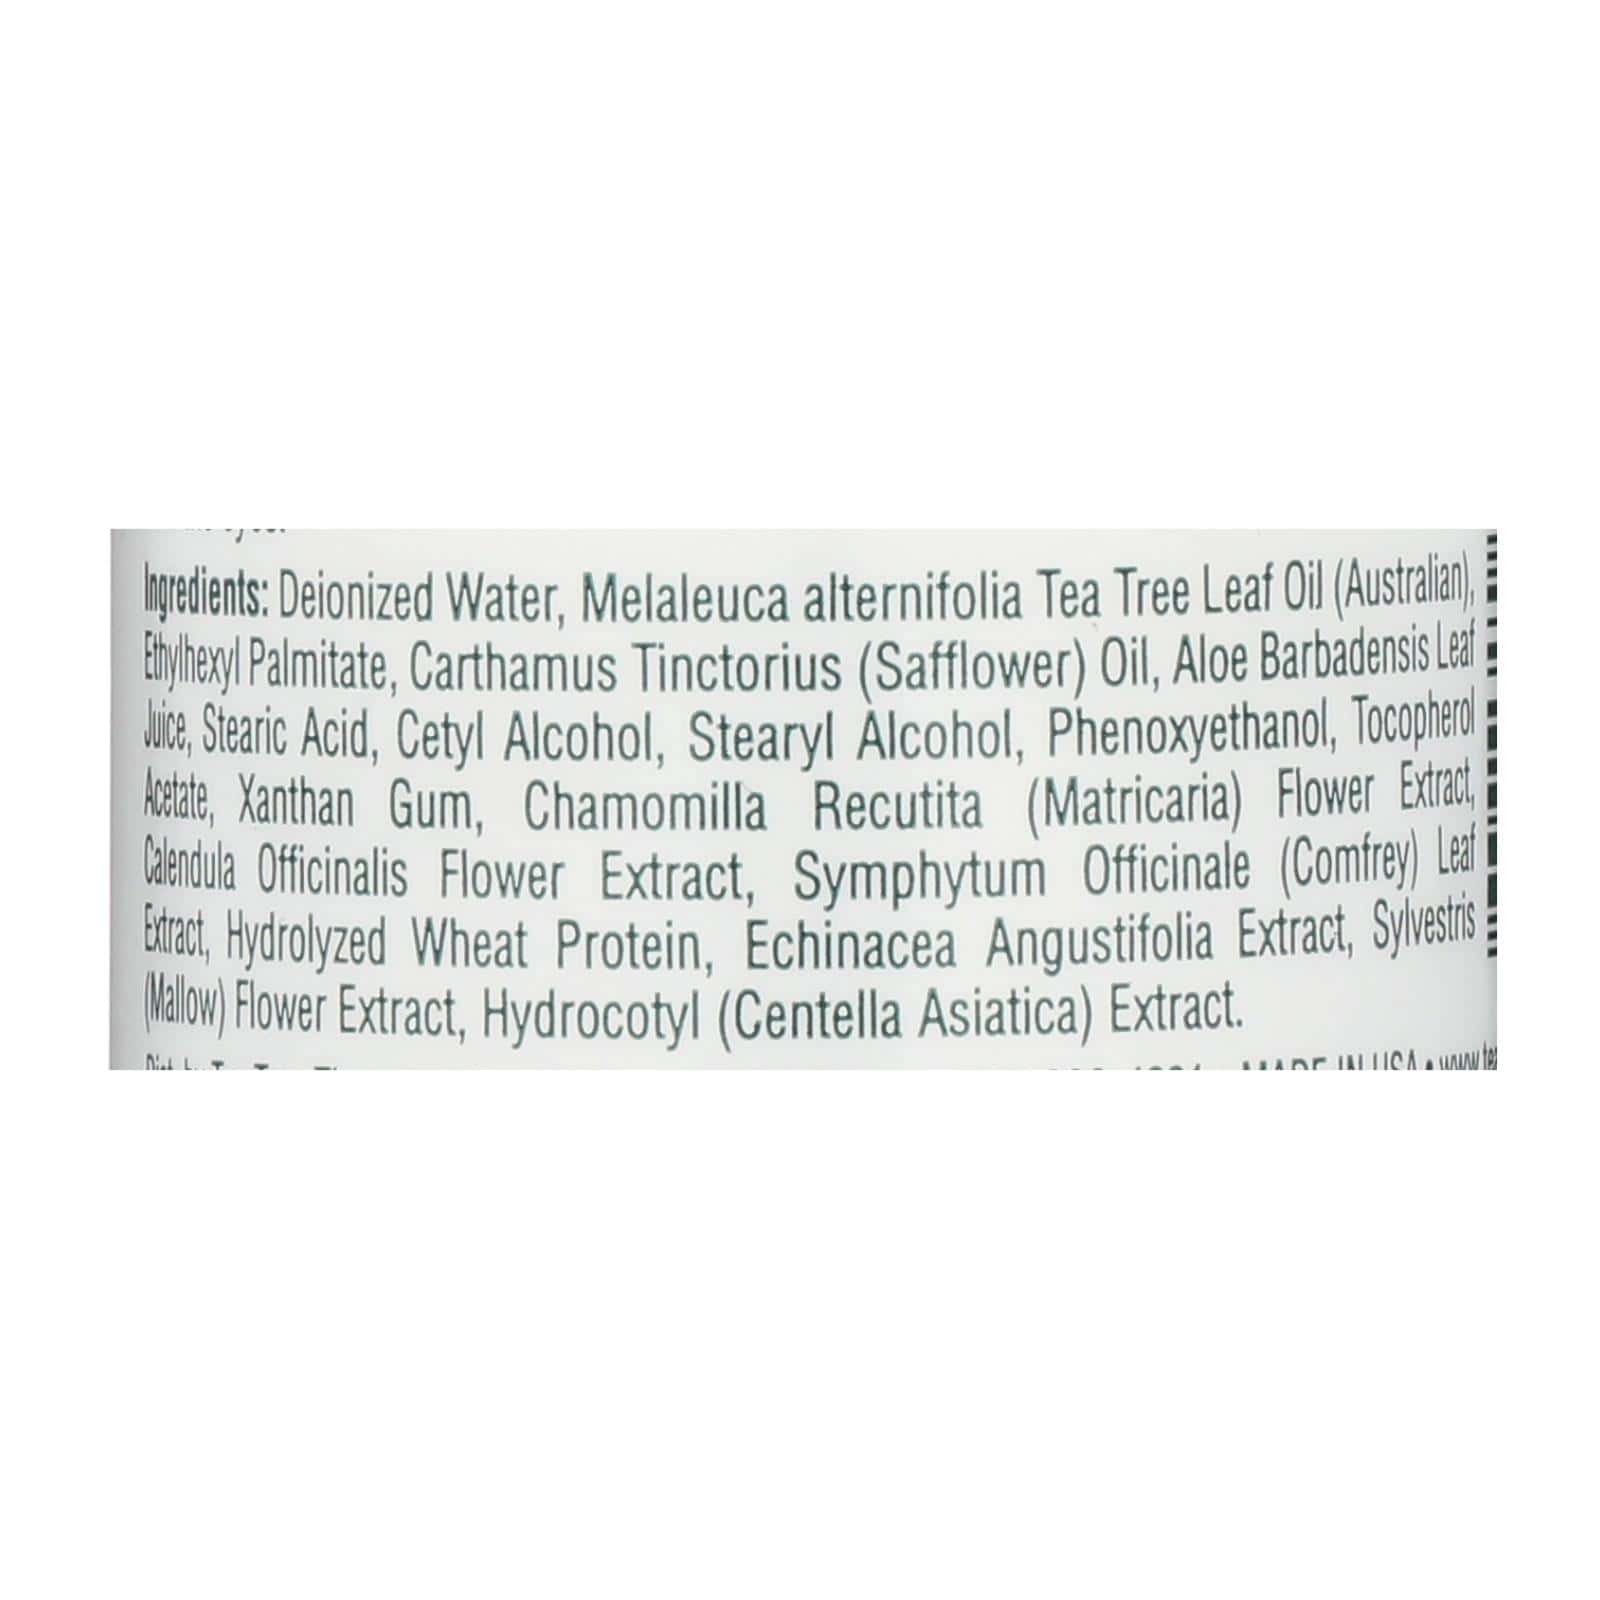 Ingredients: Deionized Water, Melaleuca alternifolia Tea Tree Leaf Oil (Australian),
Ethylhexyl Palmitate, Carthamus Tinctorius (Safflower) Oil, Aloe Barbadensis Leaf
Juice, Stearic Acid, Cetyl Alcohol, Stearyl Alcohol, Phenoxyethanol, Tocopherol
Acetate, Xanthan Gum, Chamomilla Recutita (Matricaria) Flower Extract,
Calendula Officinalis Flower Extract, Symphytum Officinale (Comfrey) Leaf
Extract, Hydrolyzed Wheat Protein, Echinacea Angustifolia Extract, Sylvestris
(Mallow) Flower Extract, Hydrocotyl (Centella Asiatica) Extract.
MADE IN USA